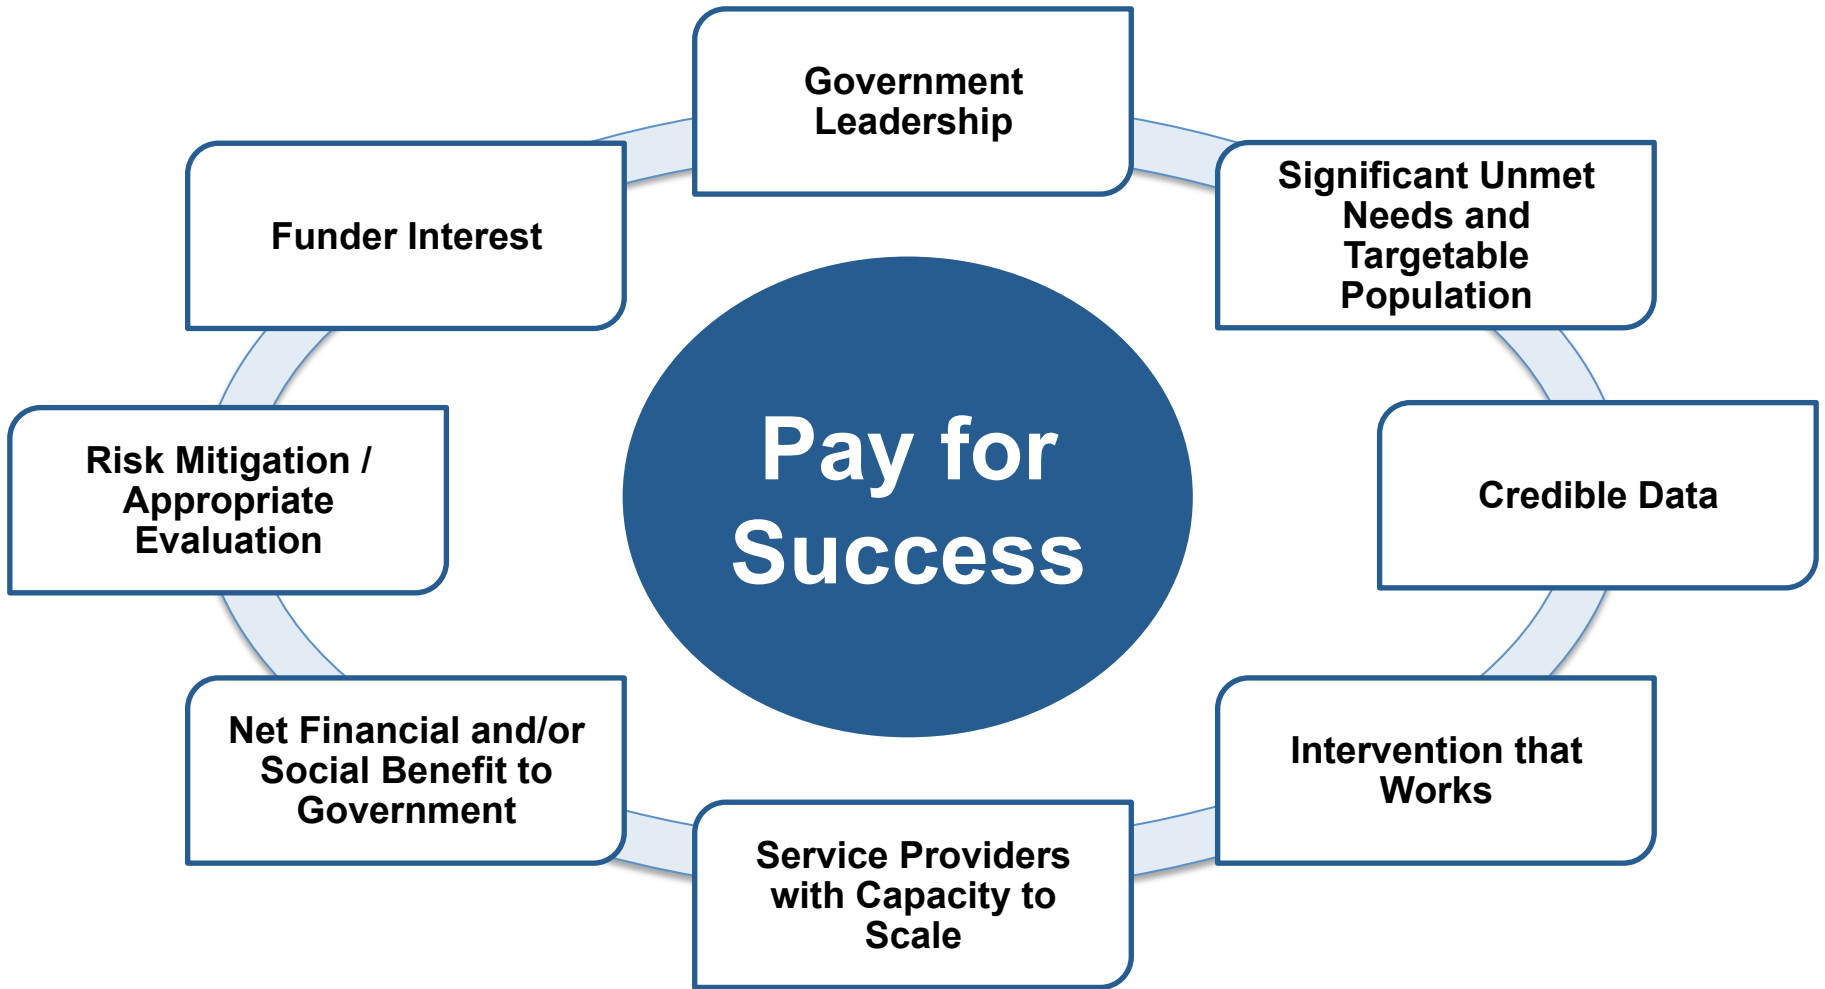 Government
Leadership
Significant Unmet
Needs and
Targetable
Population
Credible Data
Intervention that
Works
Service Providers
with Capacity to
Scale
Net Financial and/or
Social Benefit to
Government
Risk Mitigation /
Appropriate
Evaluation
Funder Interest
Pay for
Success